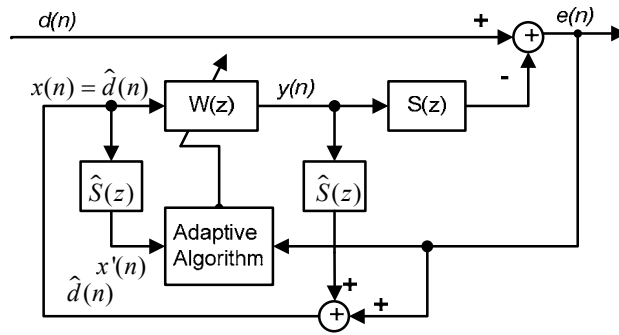 d(n) + + e(n)
x(n) = d̂(n) W(z) y(n) S(z) -
Ŝ(z) Ŝ(z)
Adaptive
Algorithm
x'(n)
d̂(n) + + +